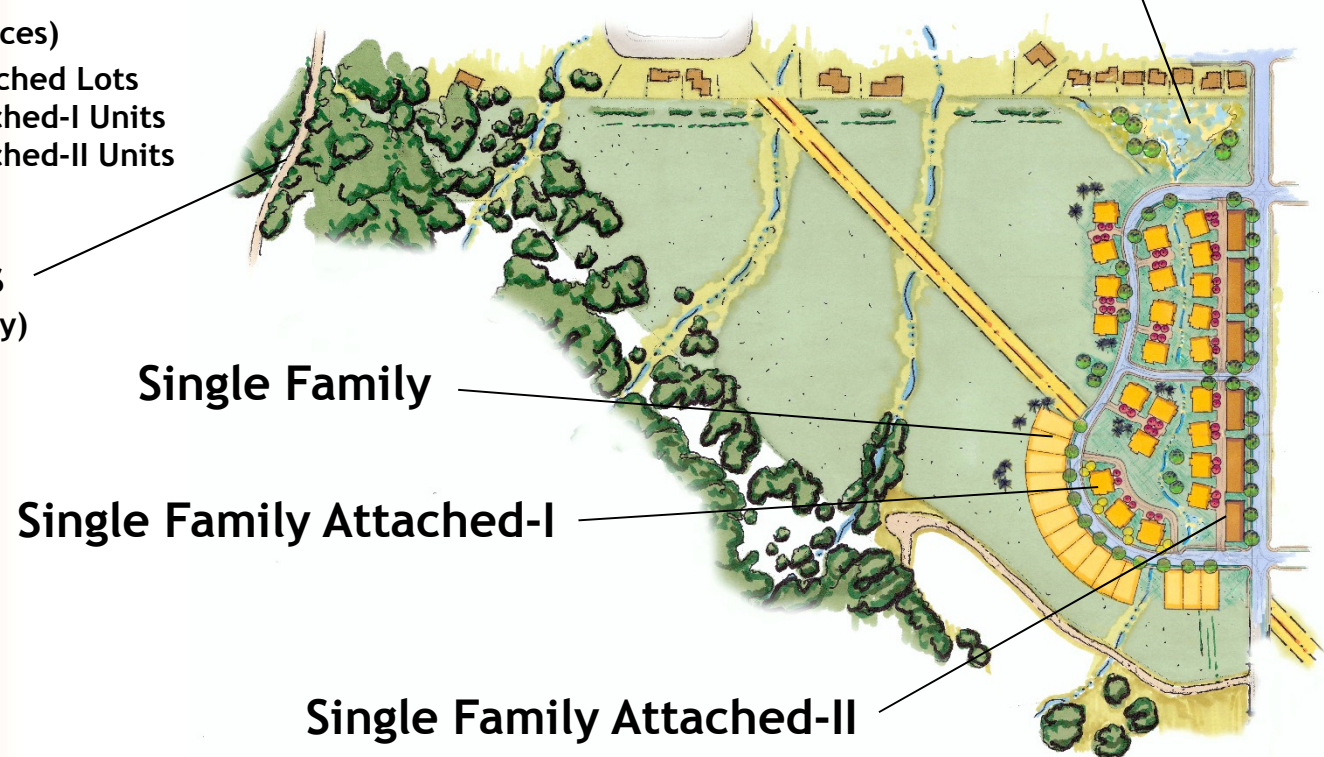 ces)
ched Lots
ched-I Units
ched-II Units
s
y)
Single Family
Single Family Attached-I
Single Family Attached-II